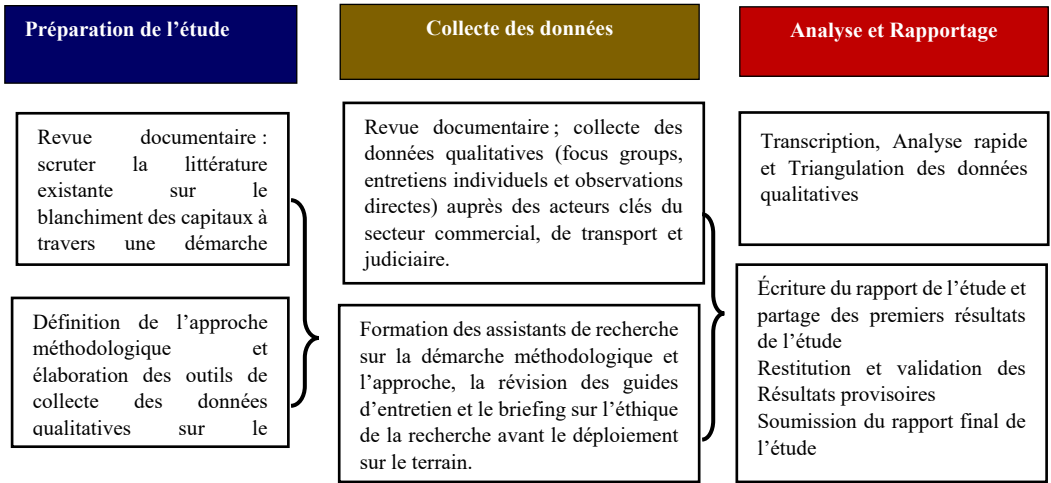 Préparation de l’étude
Collecte des données
Analyse et Rapportage
Revue documentaire :
scruter la littérature
existante sur le
blanchiment des capitaux à
travers une démarche
Définition de l’approche
méthodologique et
élaboration des outils de
collecte des données
qualitatives sur le
Revue documentaire ; collecte des
données qualitatives (focus groups,
entretiens individuels et observations
directes) auprès des acteurs clés du
secteur commercial, de transport et
judiciaire.
Formation des assistants de recherche
sur la démarche méthodologique et
l’approche, la révision des guides
d’entretien et le briefing sur l’éthique
de la recherche avant le déploiement
sur le terrain.
Transcription, Analyse rapide
et Triangulation des données
qualitatives
Écriture du rapport de l’étude et
partage des premiers résultats
de l’étude
Restitution et validation des
Résultats provisoires
Soumission du rapport final de
l’étude